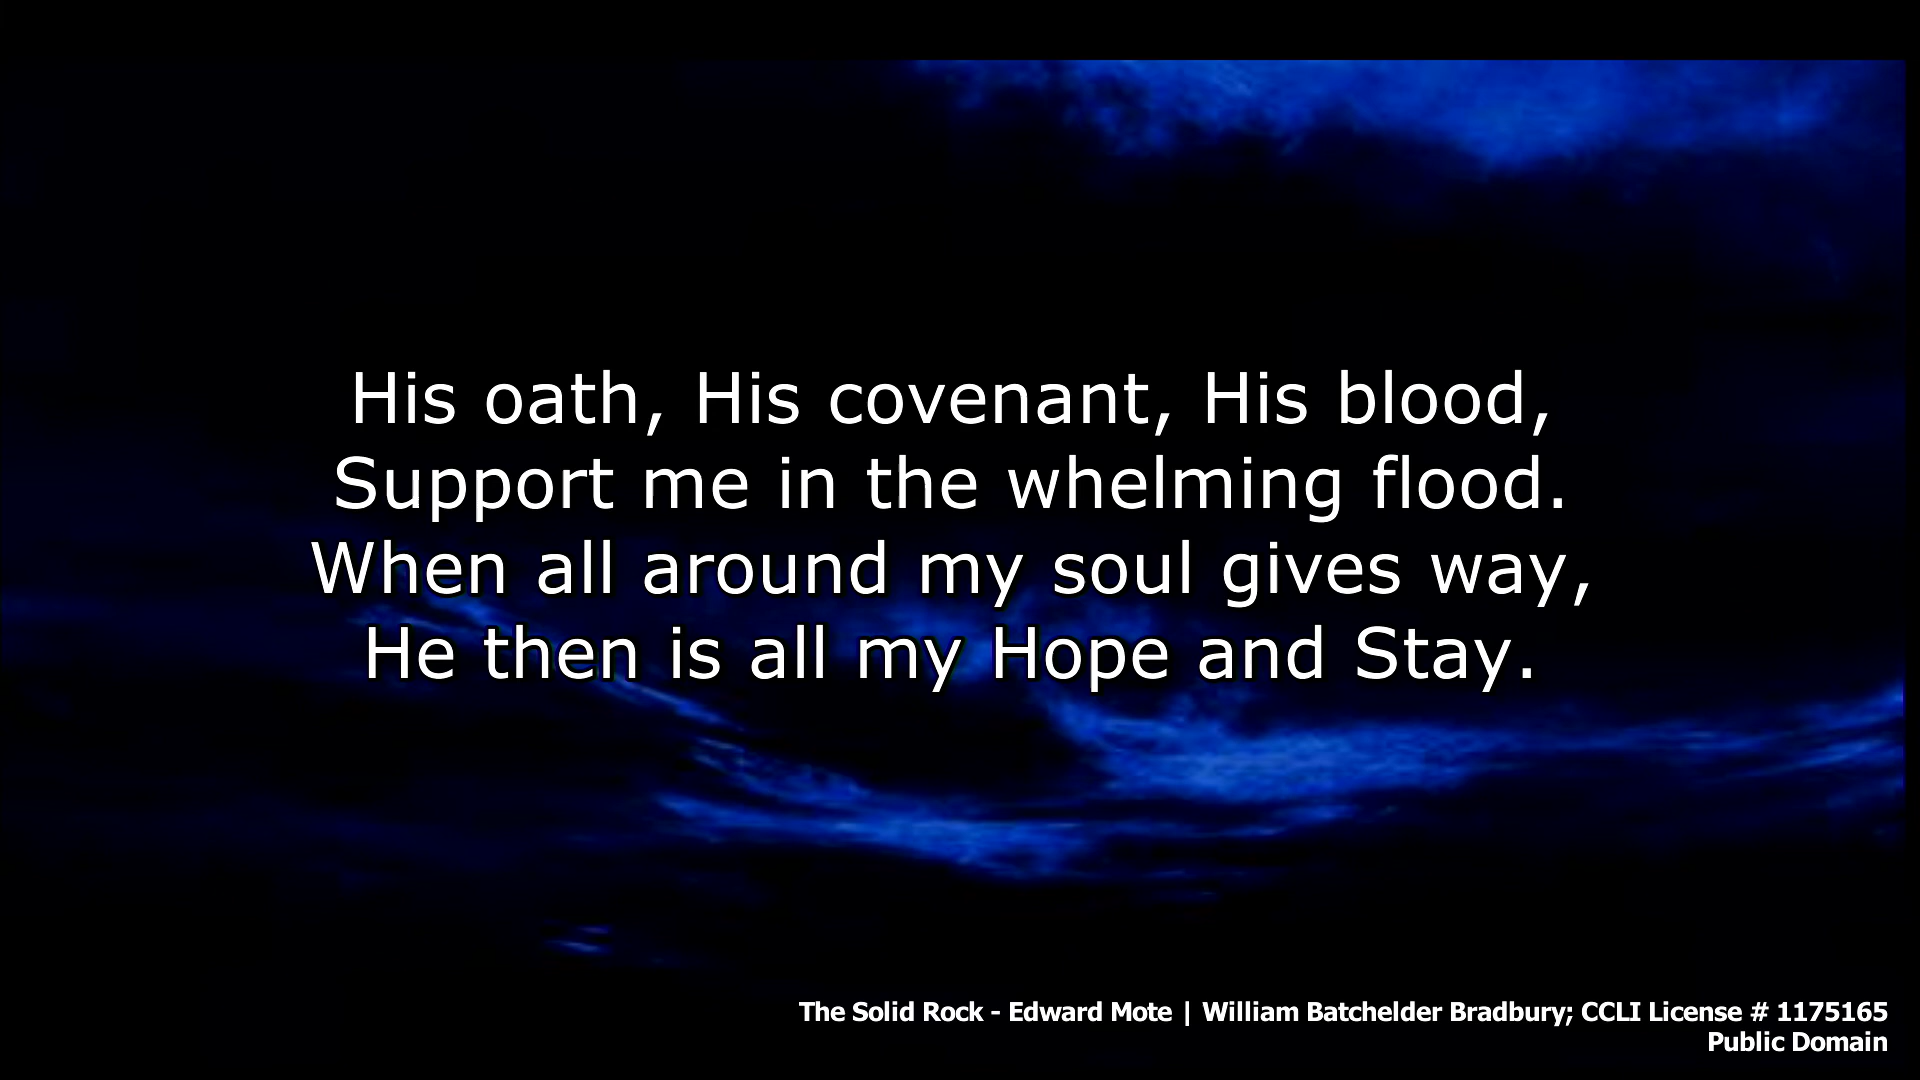 His oath, His covenant, His blood,
Support me in the whelming flood.
When all around my soul gives way,
He then is all my Hope and Stay.
The Solid Rock - Edward Mote | William Batchelder Bradbury; CCLI License # 1175165
Public Domain